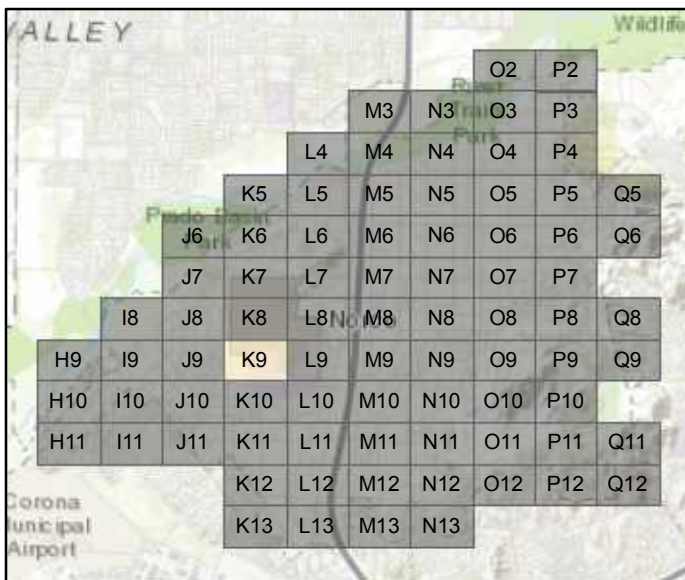 VALLEY
Wildlife
O2 P2
River
Trails
Park
M3 N3 O3 P3
L4 M4 N4 O4 P4
K5 L5 M5 N5 O5 P5 Q5
Prado Basin
Park
J6 K6 L6 M6 N6 O6 P6 Q6
J7 K7 L7 M7 N7 O7 P7
I8 J8 K8 L8 M8 N8 O8 P8 Q8
Norco
H9 I9 J9 K9 L9 M9 N9 O9 P9 Q9
H10 I10 J10 K10 L10 M10 N10 O10 P10
H11 I11 J11 K11 L11 M11 N11 O11 P11 Q11
K12 L12 M12 N12 O12 P12 Q12
K13 L13 M13 N13
Corona
Municipal
Airport